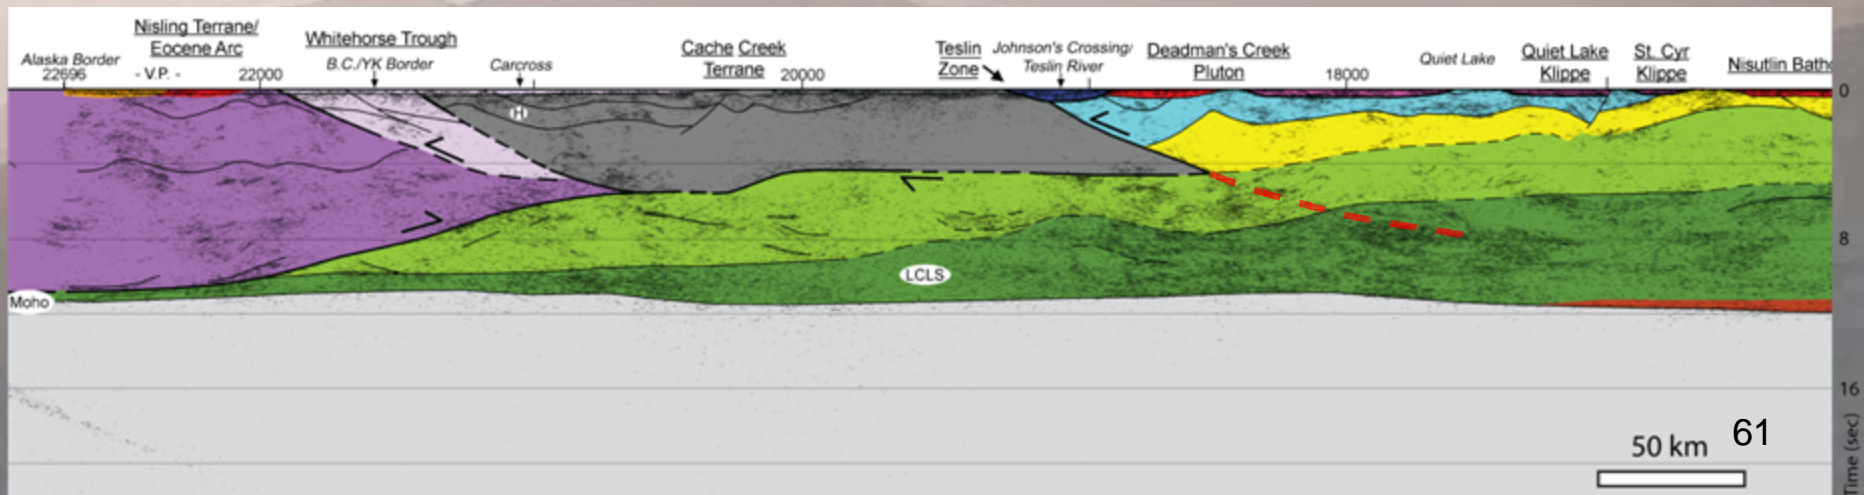 Alaska Border
22696
Nisling Terrane/
Eocene Arc
- V.P. -
22000
Whitehorse Trough
B.C./YK Border
Carcross
Cache Creek
Terrane
20000
Teslin
Zone
Johnson's Crossing/
Teslin River
Deadman's Creek
Pluton
18000
Quiet Lake
Quiet Lake
Klippe
St. Cyr
Klippe
Nisutlin Batho
0
H
8
LCLS
Moho
16
61
50 km
Time (sec)